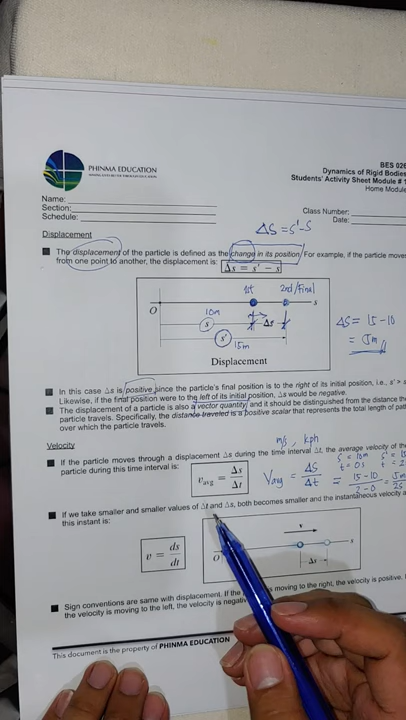 PHINMA EDUCATION
BES 026
Dynamics of Rigid Bodies
Students' Activity Sheet Module # 1
Home Module
Name:
Section:
Schedule:
Class Number:
Date:
ΔS = S' - S
Displacement
The displacement of the particle is defined as the change in its position. For example, if the particle moves
from one point to another, the displacement is: Δs = s' − s
1st 2nd/Final
O s
10m
s Δs
s'
15m
Displacement
ΔS = 15 - 10
= 5m
In this case Δs is positive since the particle's final position is to the right of its initial position, i.e., s' >
Likewise, if the final position were to the left of its initial position, Δs would be negative.
The displacement of a particle is also a vector quantity, and it should be distinguished from the distance the
particle travels. Specifically, the distance traveled is a positive scalar that represents the total length of path
over which the particle travels.
Velocity
m/s, kph
If the particle moves through a displacement Δs during the time interval Δt, the average velocity of the
particle during this time interval is:
s = 10m s' = 15
t = 0s t = 2
vavg = Δs/Δt
Vavg = ΔS/Δt = 15 - 10/2 - 0 = 5m/2s
If we take smaller and smaller values of Δt and Δs, both becomes smaller and the instantaneous velocity a
this instant is:
v = ds/dt
v
O s
Δs
Sign conventions are same with displacement. If the is moving to the right, the velocity is positive,
the velocity is moving to the left, the velocity is
This document is the property of PHINMA EDUCATION